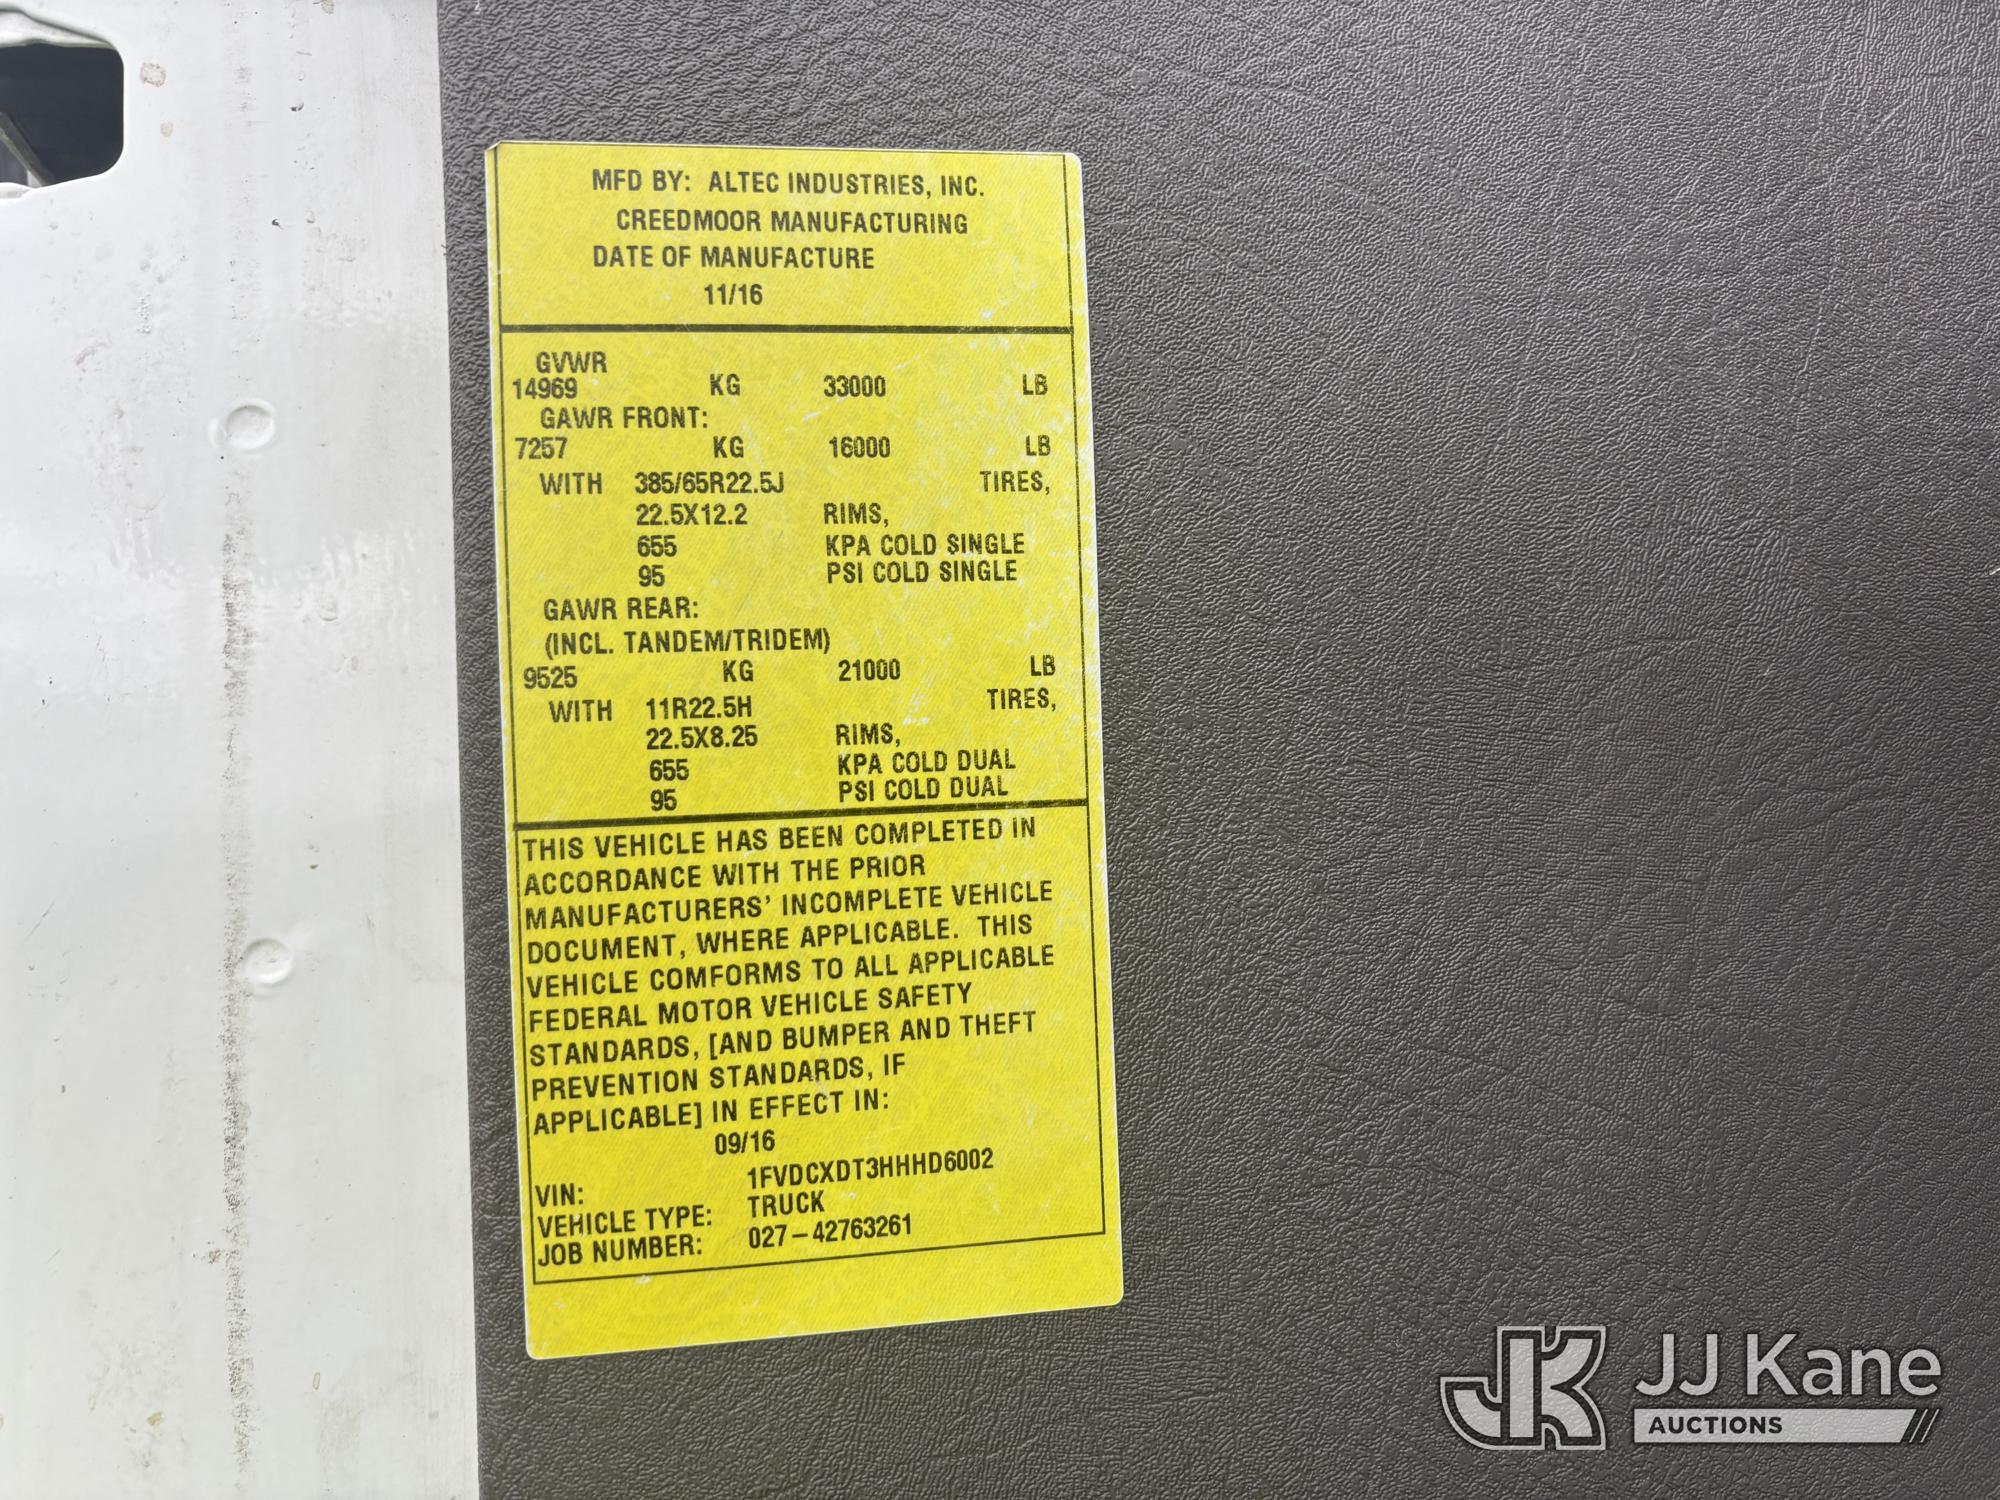 MFD BY: ALTEC INDUSTRIES, INC.
CREEDMOOR MANUFACTURING
DATE OF MANUFACTURE
11/16
GVWR
14969 KG 33000 LB
GAWR FRONT:
7257 KG 16000 LB
WITH 385/65R22.5J TIRES,
22.5X12.2 RIMS,
655 KPA COLD SINGLE
95 PSI COLD SINGLE
GAWR REAR:
(INCL. TANDEM/TRIDEM)
9525 KG 21000 LB
WITH 11R22.5H TIRES,
22.5X8.25 RIMS,
655 KPA COLD DUAL
95 PSI COLD DUAL
THIS VEHICLE HAS BEEN COMPLETED IN
ACCORDANCE WITH THE PRIOR
MANUFACTURERS' INCOMPLETE VEHICLE
DOCUMENT, WHERE APPLICABLE. THIS
VEHICLE COMFORMS TO ALL APPLICABLE
FEDERAL MOTOR VEHICLE SAFETY
STANDARDS, [AND BUMPER AND THEFT
PREVENTION STANDARDS, IF
APPLICABLE] IN EFFECT IN:
09/16
VIN: 1FVDCXDT3HHHD6002
VEHICLE TYPE: TRUCK
JOB NUMBER: 027-42763261
JK JJ Kane
AUCTIONS